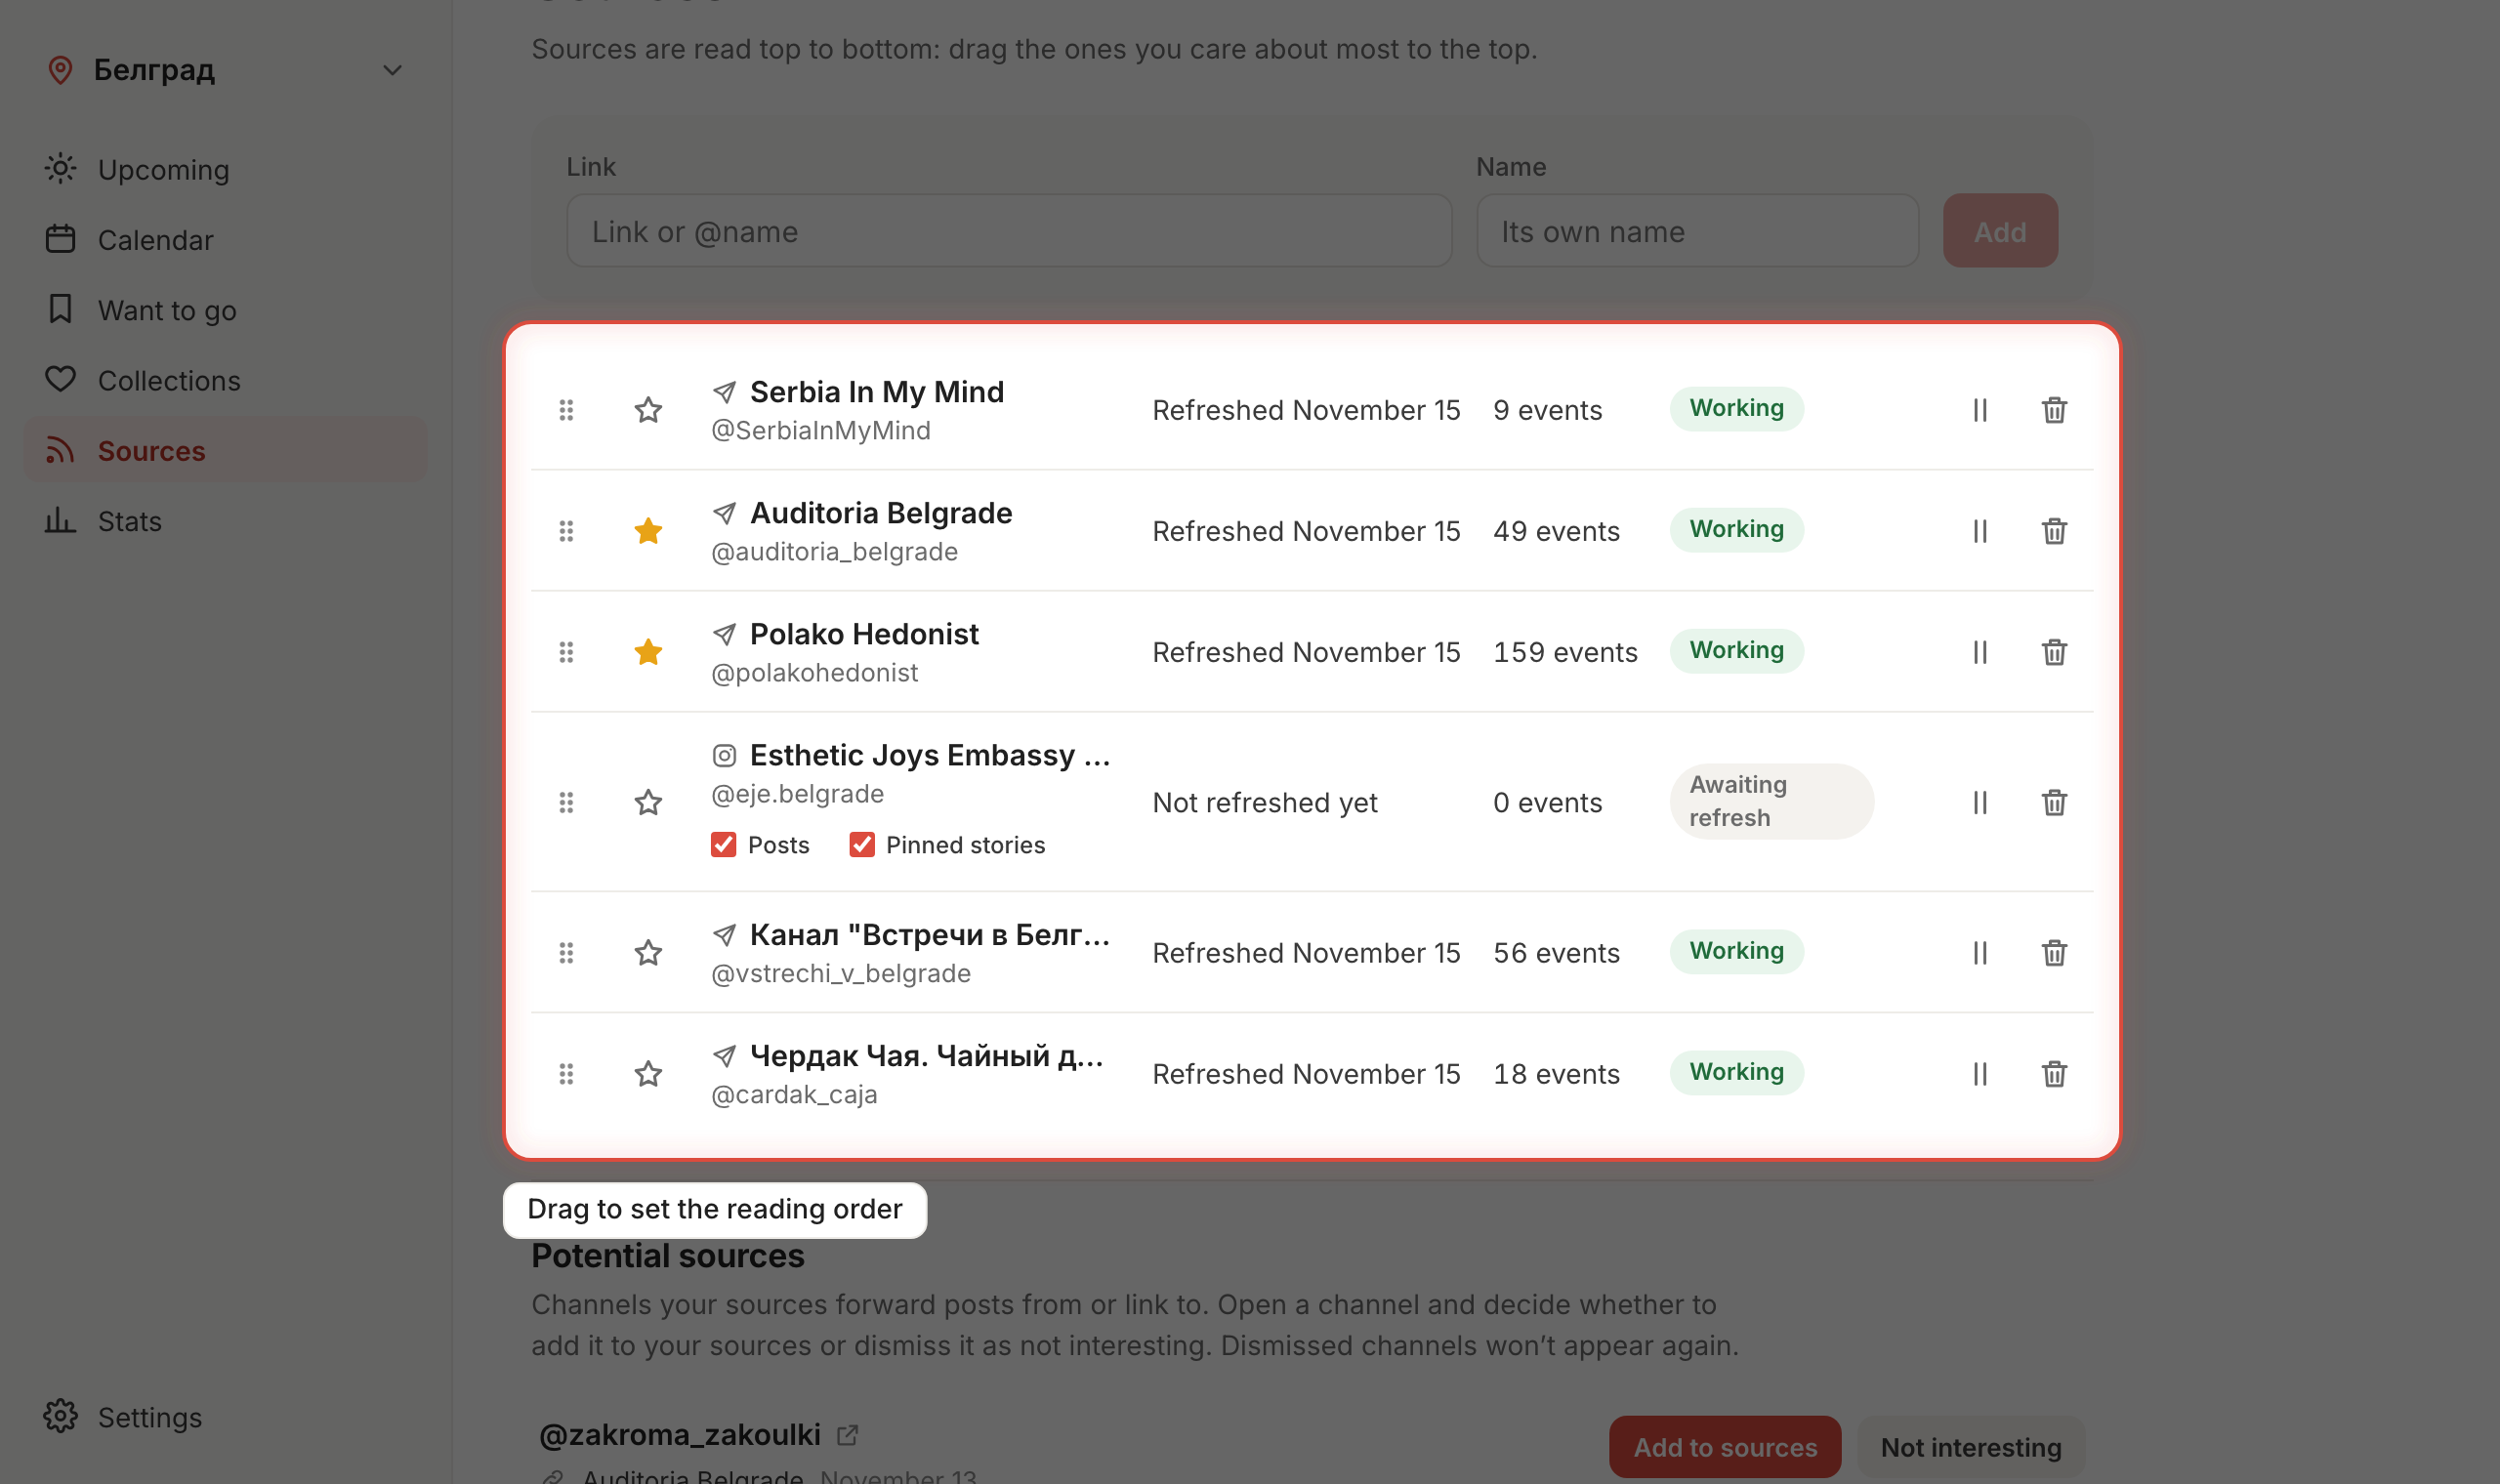 Белград
Upcoming
Calendar
Want to go
Collections
Sources
Stats
Settings
Sources are read top to bottom: drag the ones you care about most to the top.
Link
Name
Link or @name
Its own name
Add
Serbia In My Mind
@SerbiaInMyMind
Refreshed November 15
9 events
Working
Auditoria Belgrade
@auditoria_belgrade
Refreshed November 15
49 events
Working
Polako Hedonist
@polakohedonist
Refreshed November 15
159 events
Working
Esthetic Joys Embassy ...
@eje.belgrade
Posts
Pinned stories
Not refreshed yet
0 events
Awaiting
refresh
Канал "Встречи в Белг...
@vstrechi_v_belgrade
Refreshed November 15
56 events
Working
Чердак Чая. Чайный д...
@cardak_caja
Refreshed November 15
18 events
Working
Drag to set the reading order
Potential sources
Channels your sources forward posts from or link to. Open a channel and decide whether to
add it to your sources or dismiss it as not interesting. Dismissed channels won’t appear again.
@zakroma_zakoulki
Add to sources
Not interesting
Auditoria Belgrade November 13